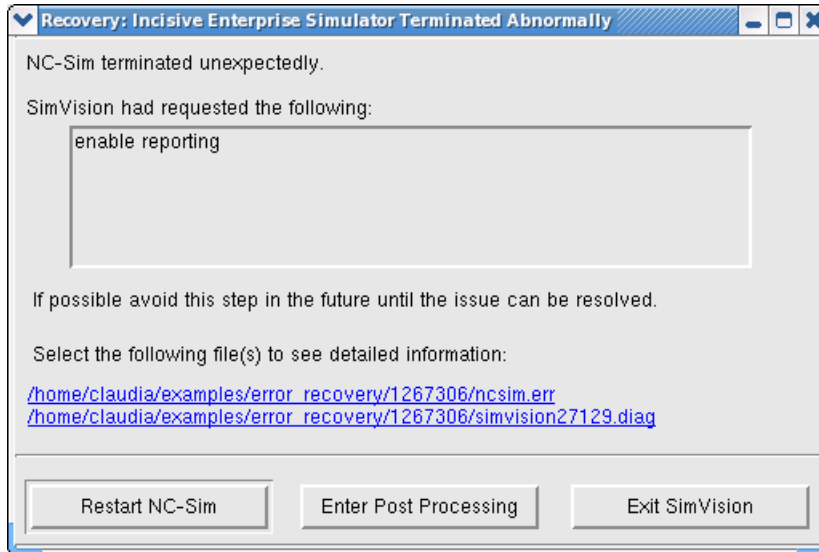 Recovery: Incisive Enterprise Simulator Terminated Abnormally
NC-Sim terminated unexpectedly.
SimVision had requested the following:
enable reporting
If possible avoid this step in the future until the issue can be resolved.
Select the following file(s) to see detailed information:
/home/claudia/examples/error_recovery/1267306/ncsim.err
/home/claudia/examples/error_recovery/1267306/simvision27129.diag
Restart NC-Sim Enter Post Processing Exit SimVision